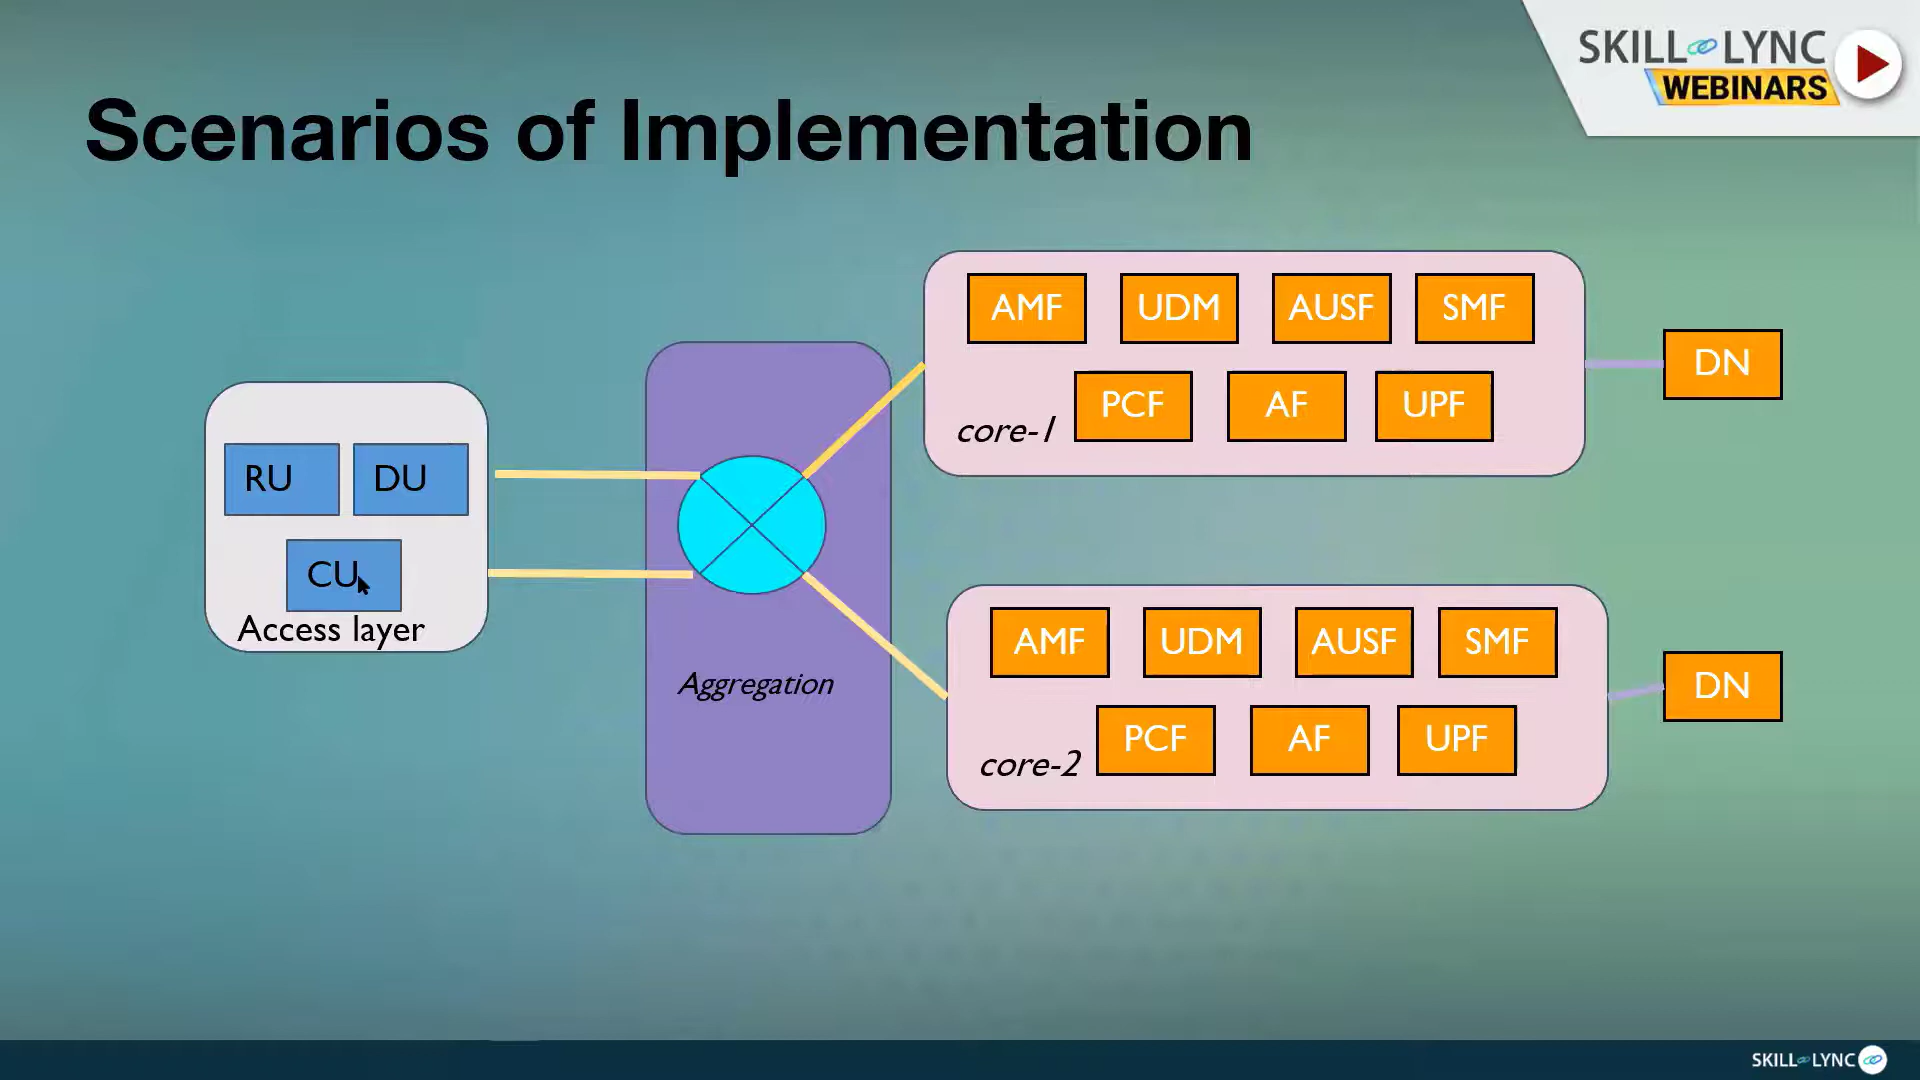 SKILL LYNC
WEBINARS
Scenarios of Implementation
AMF UDM AUSF SMF
PCF AF UPF
core-1
DN
RU DU
CU
Access layer
Aggregation
AMF UDM AUSF SMF
PCF AF UPF
core-2
DN
SKILL LYNC